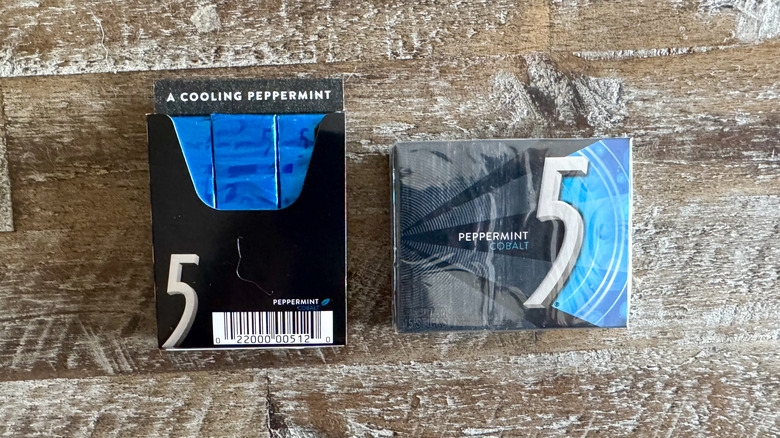 A COOLING PEPPERMINT
5
PEPPERMINT
COBALT
0 22000 00512 0
PEPPERMINT
COBALT
5